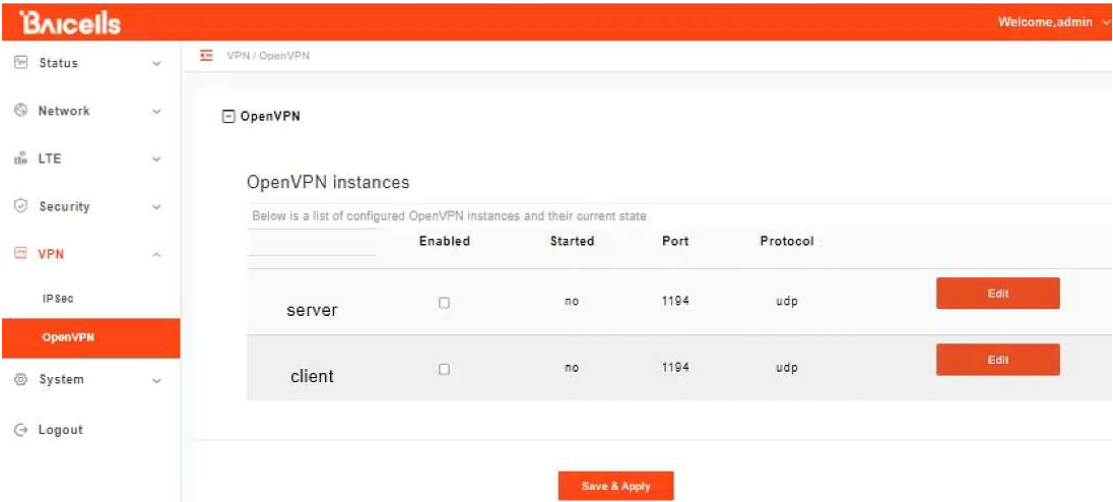 BAICells
Welcome,admin
Status
VPN / OpenVPN
Network
OpenVPN
LTE
OpenVPN instances
Security
Below is a list of configured OpenVPN instances and their current state
Enabled Started Port Protocol
VPN
IPSec
server no 1194 udp Edit
OpenVPN
client no 1194 udp Edit
System
Logout
Save & Apply